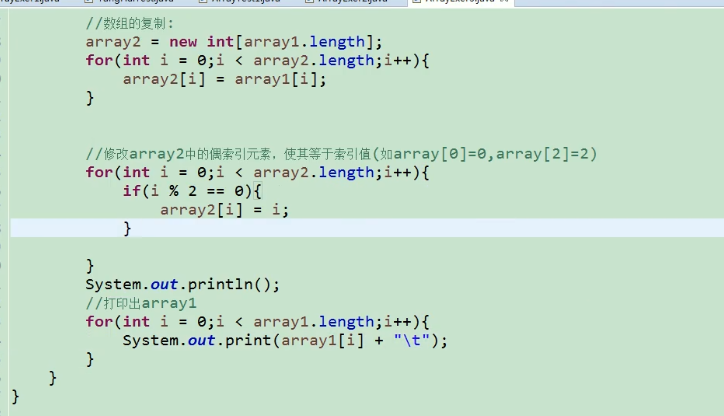 //数组的复制:
array2 = new int[array1.length];
for(int i = 0;i < array2.length;i++){
array2[i] = array1[i];
}
//修改array2中的偶索引元素，使其等于索引值(如array[0]=0,array[2]=2)
for(int i = 0;i < array2.length;i++){
if(i % 2 == 0){
array2[i] = i;
}
}
System.out.println();
//打印出array1
for(int i = 0;i < array1.length;i++){
System.out.print(array1[i] + "\t");
}
}
}